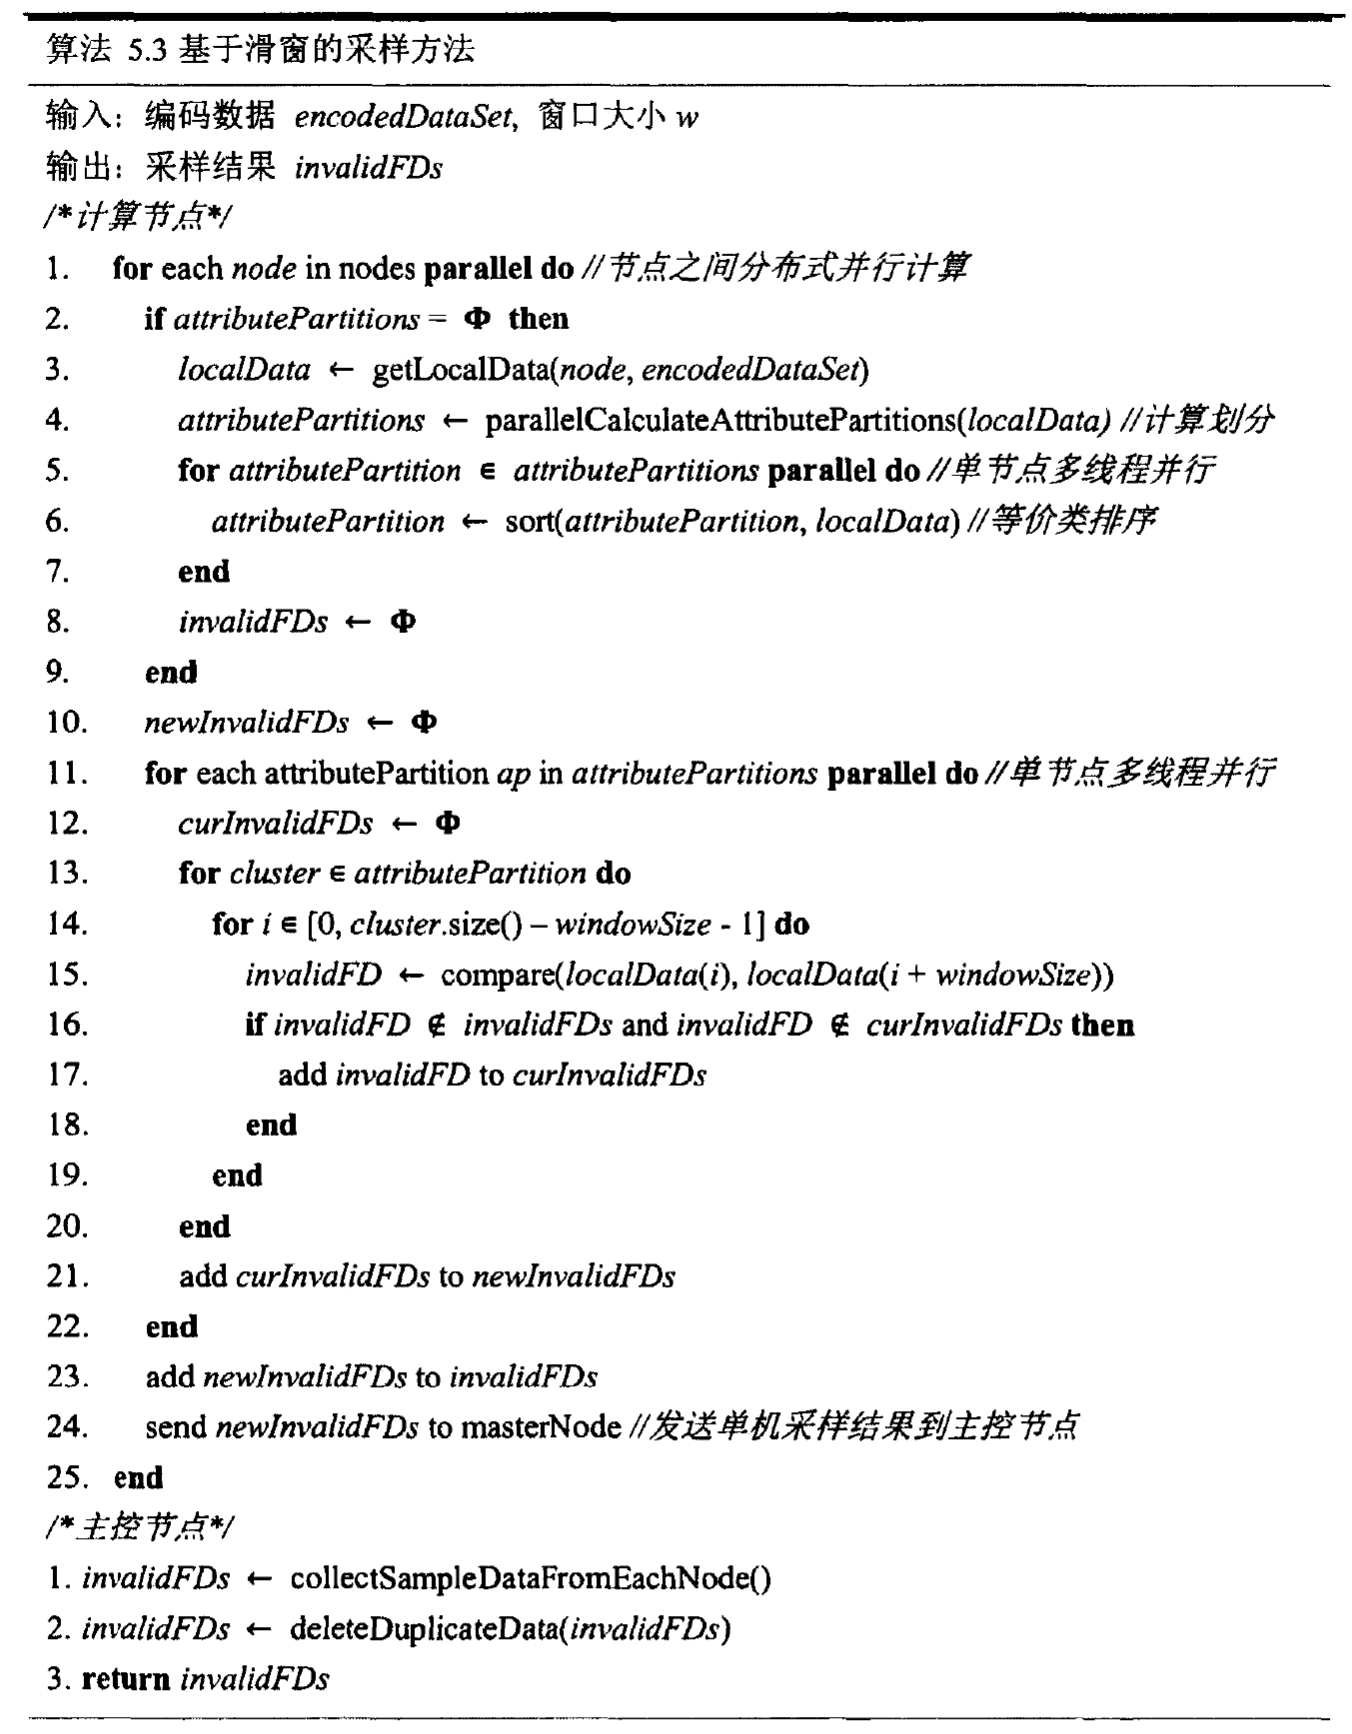 算法 5.3 基于滑窗的采样方法
输入：编码数据 encodedDataSet, 窗口大小 w
输出：采样结果 invalidFDs
/*计算节点*/
1. for each node in nodes parallel do //节点之间分布式并行计算
2. if attributePartitions = Φ then
3. localData ← getLocalData(node, encodedDataSet)
4. attributePartitions ← parallelCalculateAttributePartitions(localData) //计算划分
5. for attributePartition ∈ attributePartitions parallel do //单节点多线程并行
6. attributePartition ← sort(attributePartition, localData) //等价类排序
7. end
8. invalidFDs ← Φ
9. end
10. newInvalidFDs ← Φ
11. for each attributePartition ap in attributePartitions parallel do //单节点多线程并行
12. curInvalidFDs ← Φ
13. for cluster ∈ attributePartition do
14. for i ∈ [0, cluster.size() – windowSize - 1] do
15. invalidFD ← compare(localData(i), localData(i + windowSize))
16. if invalidFD ∉ invalidFDs and invalidFD ∉ curInvalidFDs then
17. add invalidFD to curInvalidFDs
18. end
19. end
20. end
21. add curInvalidFDs to newInvalidFDs
22. end
23. add newInvalidFDs to invalidFDs
24. send newInvalidFDs to masterNode //发送单机采样结果到主控节点
25. end
/*主控节点*/
1. invalidFDs ← collectSampleDataFromEachNode()
2. invalidFDs ← deleteDuplicateData(invalidFDs)
3. return invalidFDs